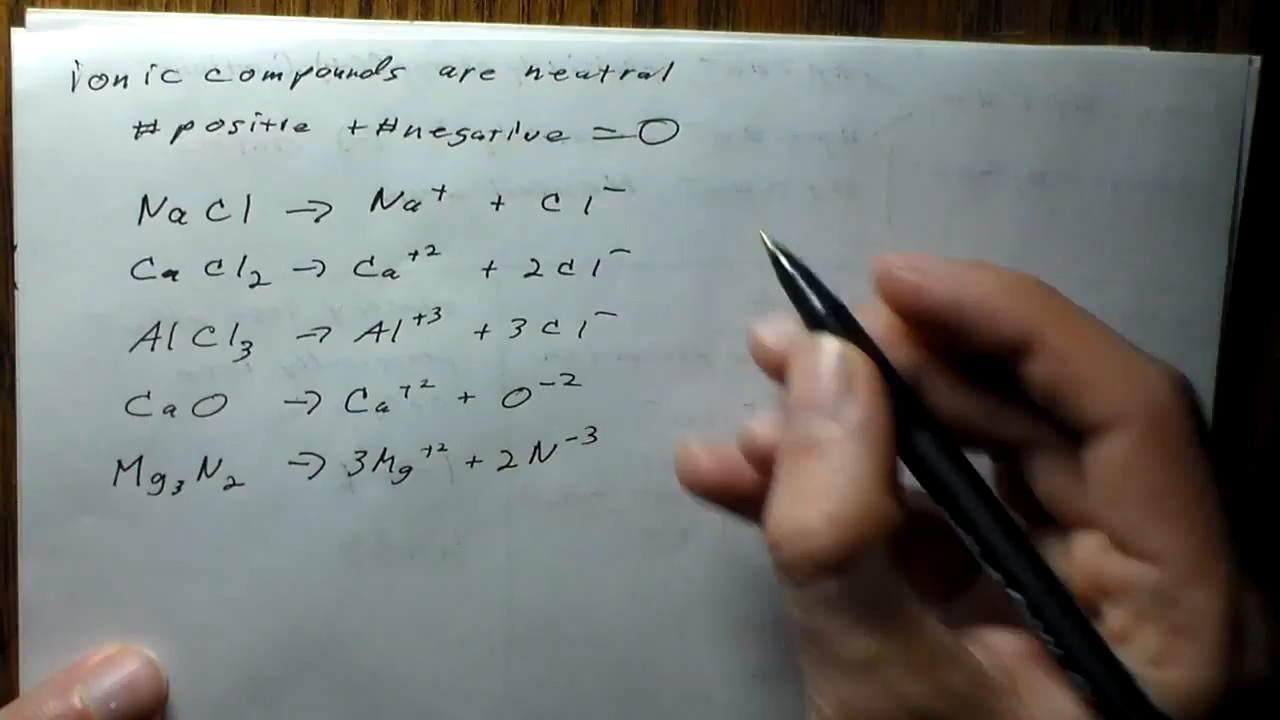 ionic compounds are neutral
# positive + # negative = 0
NaCl → Na⁺ + Cl⁻
CaCl₂ → Ca⁺² + 2Cl⁻
AlCl₃ → Al⁺³ + 3Cl⁻
CaO → Ca⁺² + O⁻²
Mg₃N₂ → 3Mg⁺² + 2N⁻³